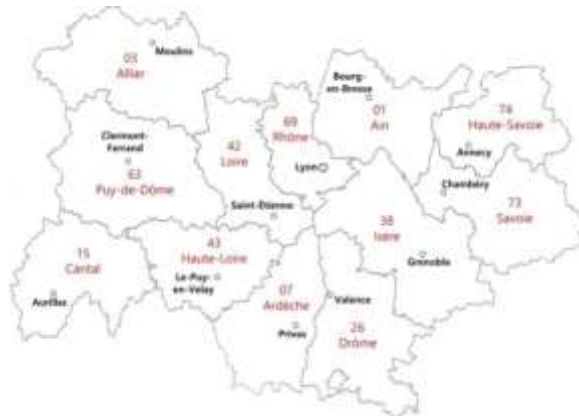 03
Allier
Moulins
Bourg-
en-Bresse
01
Ain
74
Haute-Savoie
Annecy
69
Rhône
Lyon
42
Loire
Saint-Etienne
Clermont-
Ferrand
63
Puy-de-Dôme
Chambéry
73
Savoie
38
Isère
Grenoble
15
Cantal
Aurillac
43
Haute-Loire
Le-Puy-
en-Velay
07
Ardèche
Privas
Valence
26
Drôme